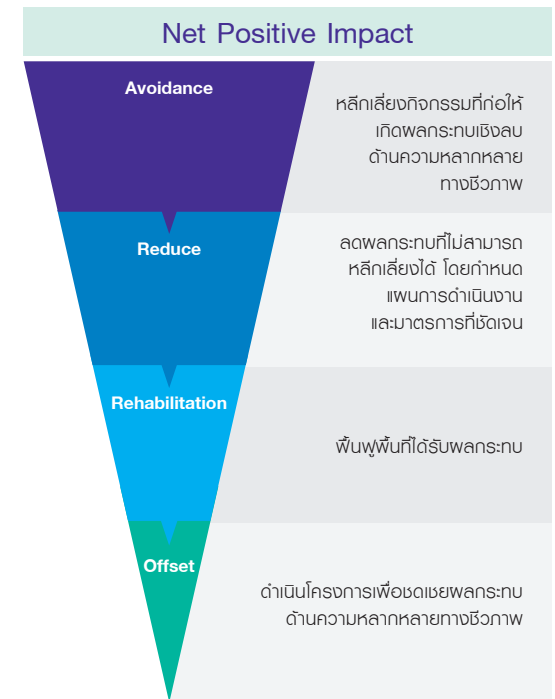 Net Positive Impact
Avoidance
หลีกเลี่ยงกิจกรรมที่ก่อให้
เกิดผลกระทบเชิงลบ
ด้านความหลากหลาย
ทางชีวภาพ
Reduce
ลดผลกระทบที่ไม่สามารถ
หลีกเลี่ยงได้ โดยกำหนด
แผนการดำเนินงาน
และมาตรการที่ชัดเจน
Rehabilitation
ฟื้นฟูพื้นที่ได้รับผลกระทบ
Offset
ดำเนินโครงการเพื่อชดเชยผลกระทบ
ด้านความหลากหลายทางชีวภาพ